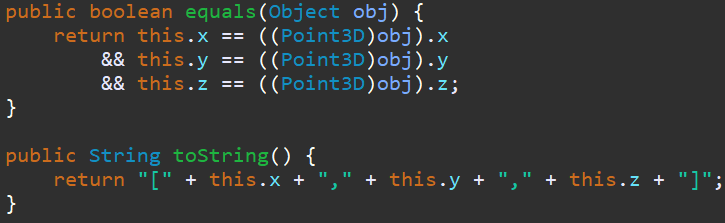 public boolean equals(Object obj) {
    return this.x == ((Point3D)obj).x
        && this.y == ((Point3D)obj).y
        && this.z == ((Point3D)obj).z;
}

public String toString() {
    return "[" + this.x + "," + this.y + "," + this.z + "]";
}